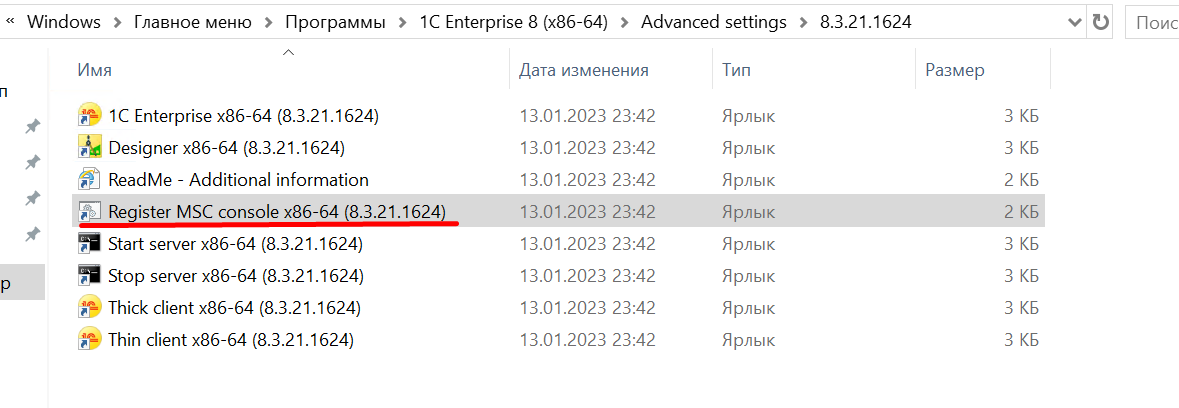 « Windows > Главное меню > Программы > 1C Enterprise 8 (x86-64) > Advanced settings > 8.3.21.1624 Поис
Имя Дата изменения Тип Размер
п
1C Enterprise x86-64 (8.3.21.1624) 13.01.2023 23:42 Ярлык 3 КБ
Designer x86-64 (8.3.21.1624) 13.01.2023 23:42 Ярлык 3 КБ
ReadMe - Additional information 13.01.2023 23:42 Ярлык 2 КБ
Register MSC console x86-64 (8.3.21.1624) 13.01.2023 23:42 Ярлык 2 КБ
Start server x86-64 (8.3.21.1624) 13.01.2023 23:42 Ярлык 3 КБ
Stop server x86-64 (8.3.21.1624) 13.01.2023 23:42 Ярлык 3 КБ
р
Thick client x86-64 (8.3.21.1624) 13.01.2023 23:42 Ярлык 3 КБ
Thin client x86-64 (8.3.21.1624) 13.01.2023 23:42 Ярлык 3 КБ